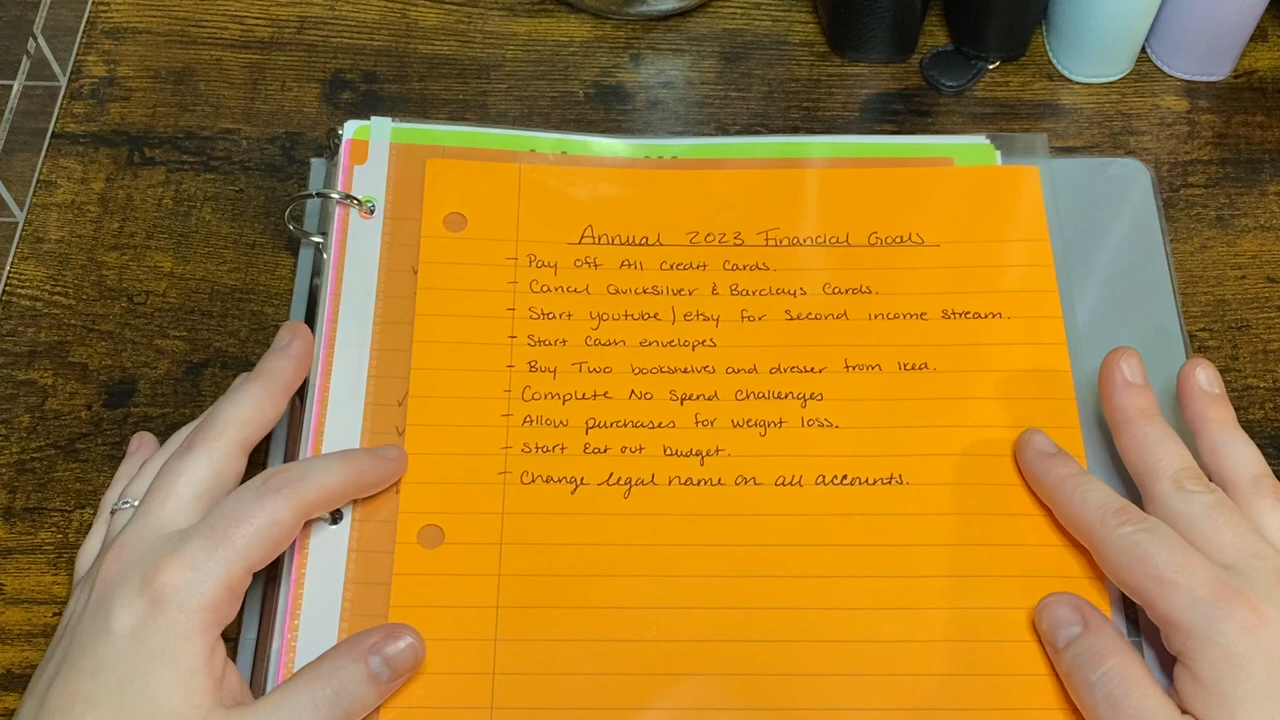 Annual 2023 Financial Goals
- Pay off All Credit Cards.
- Cancel Quicksilver & Barclays Cards.
- Start youtube/etsy for Second income stream.
- Start Cash envelopes
- Buy Two bookshelves and dresser from Ikea.
- Complete No Spend Challenges
- Allow purchases for weight loss.
- Start Eat out budget.
- Change legal name on all accounts.